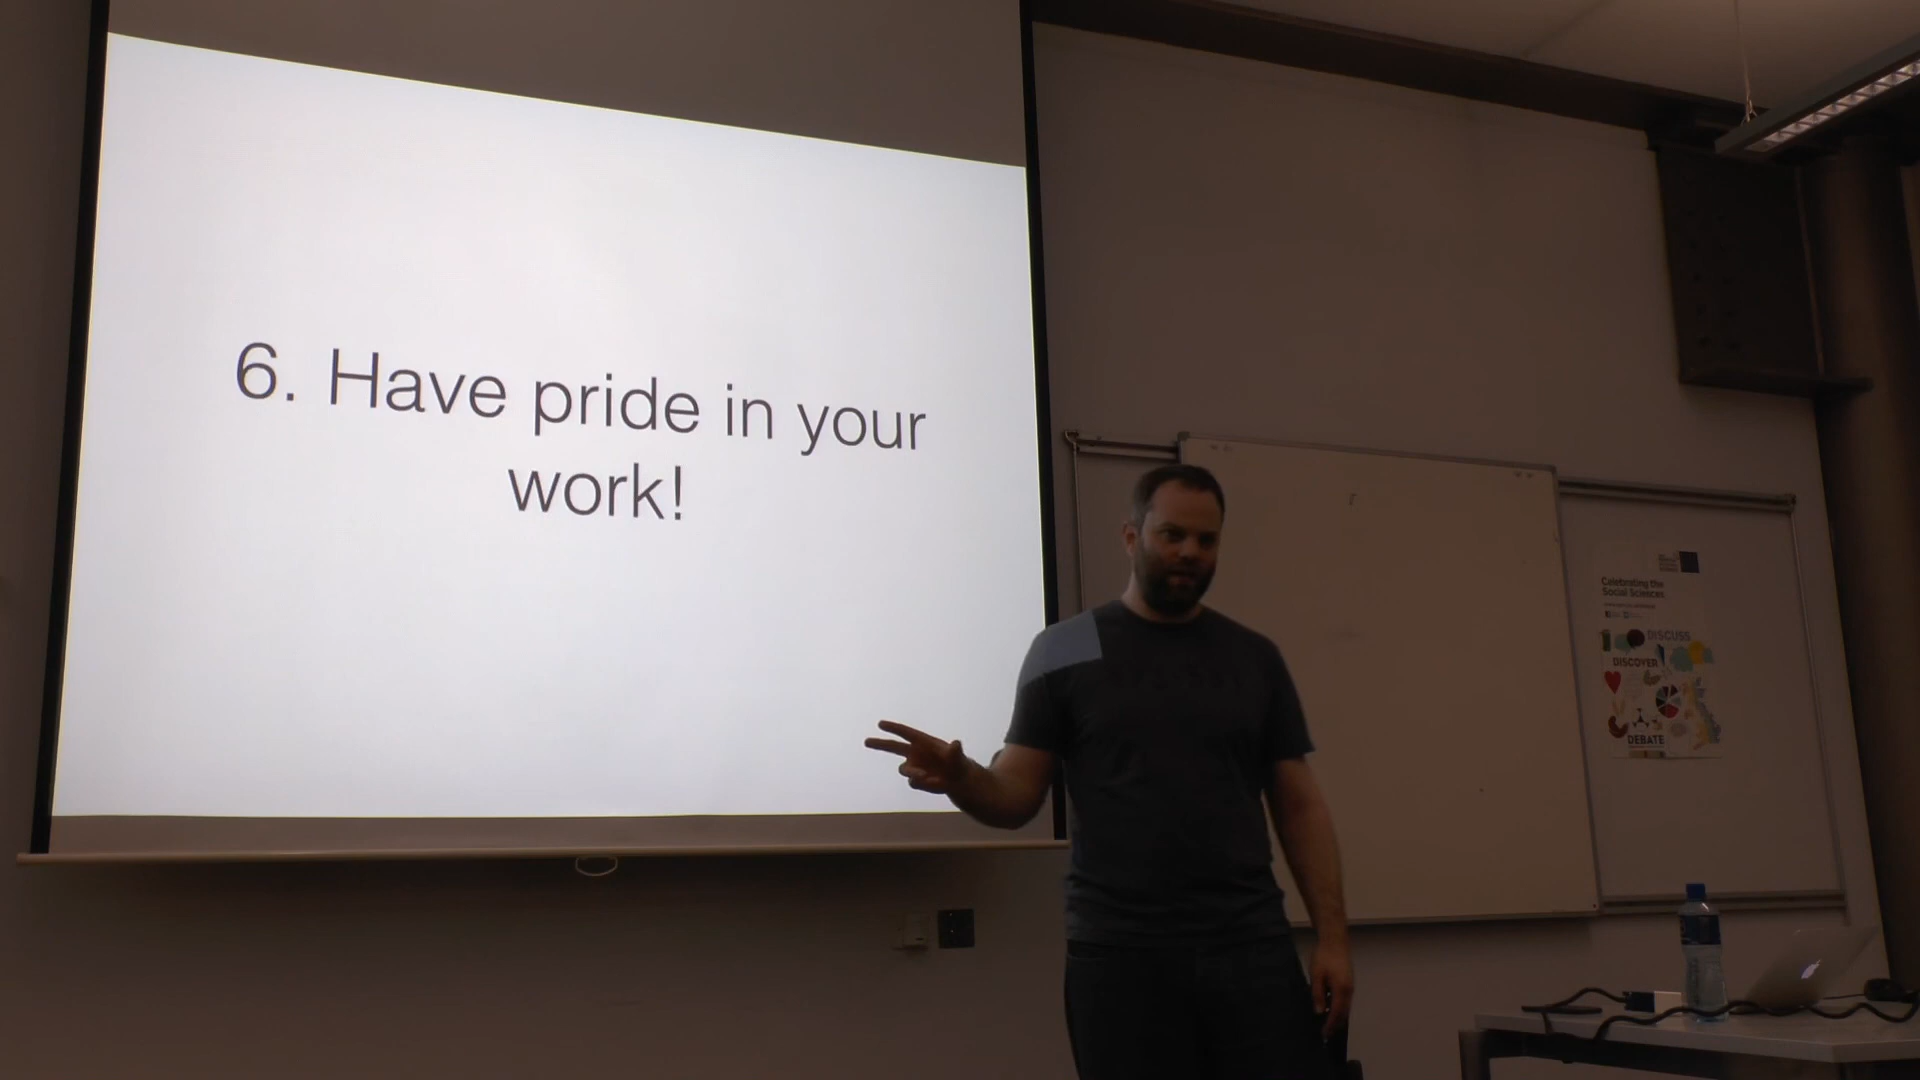 6. Have pride in your
work!
Celebrating the
Social Sciences
DISCUSS
DISCOVER
DEBATE